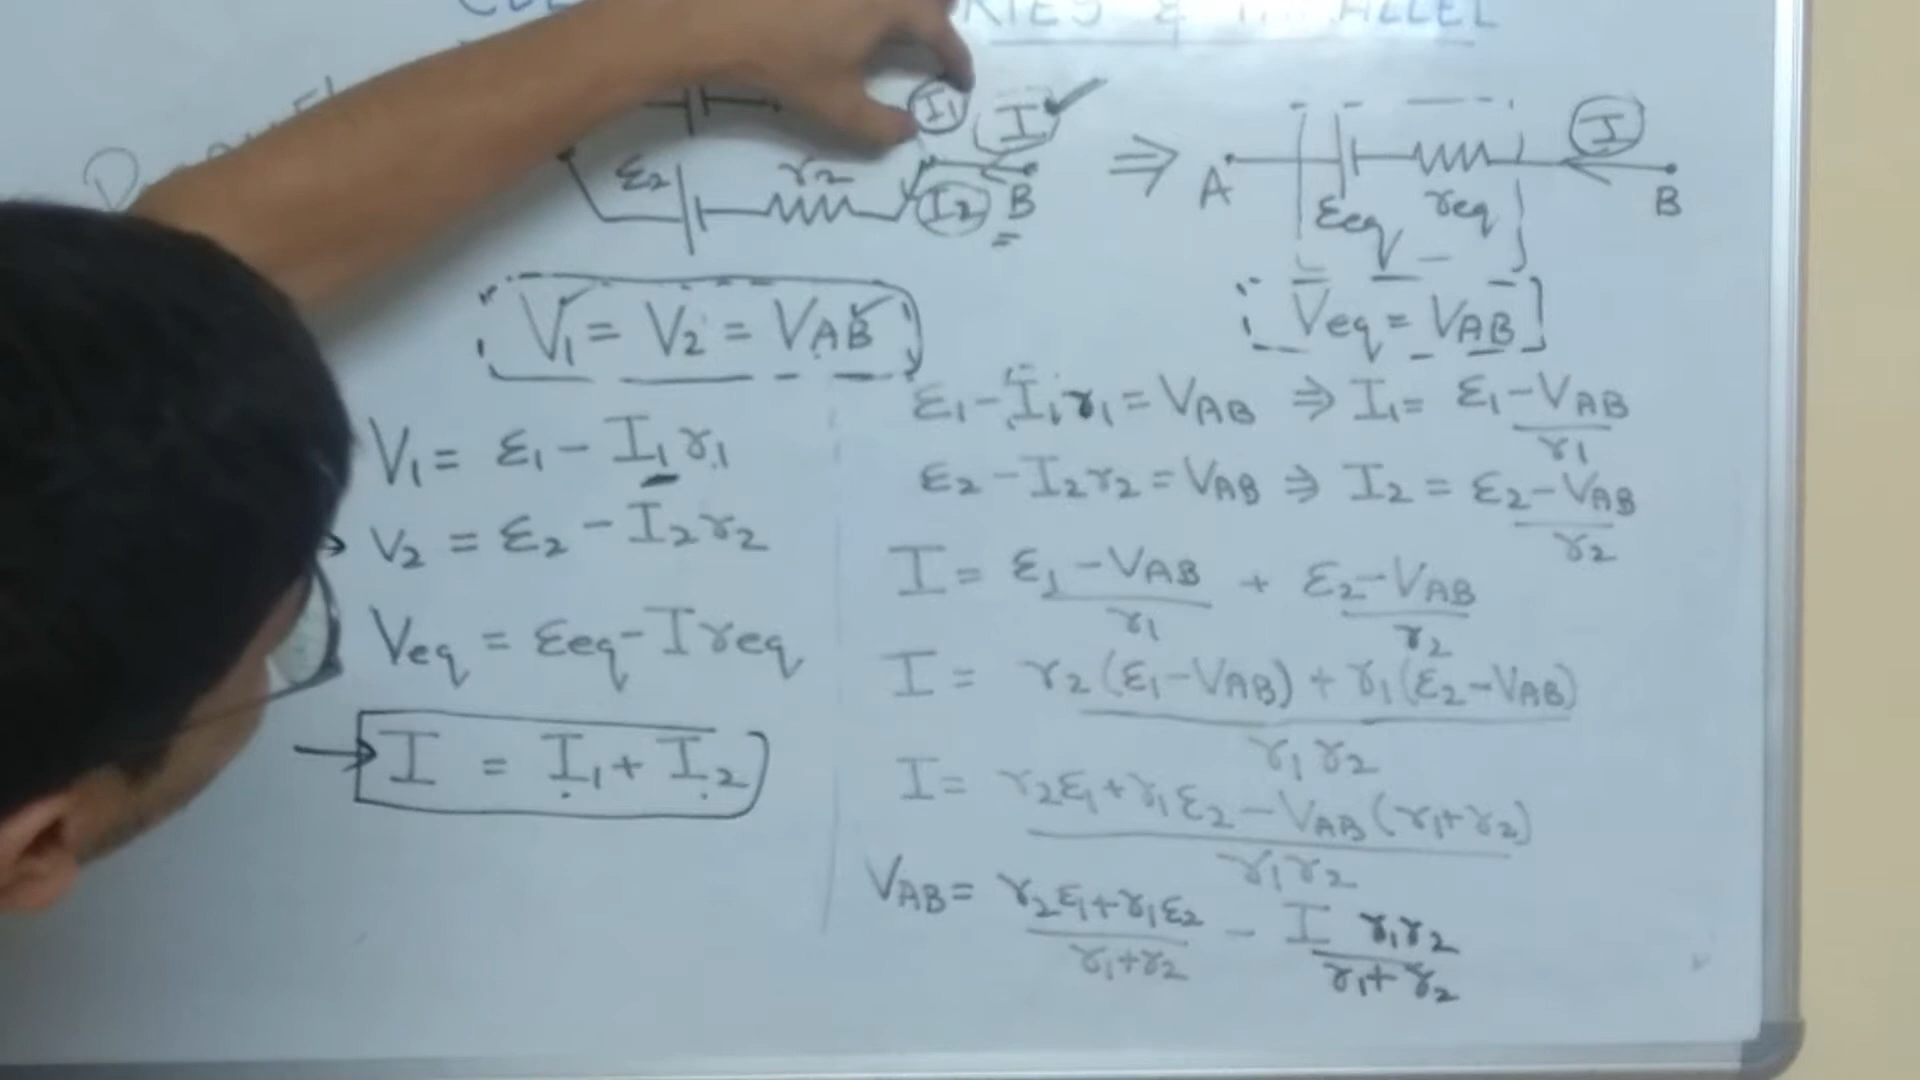 & PARALLEL
I₁ I
ε₂ r₂ I₂ B
⇒
A εeq req I B
V₁ = V₂ = VAB
Veq = VAB
V₁ = ε₁ - I₁r₁
V₂ = ε₂ - I₂r₂
Veq = εeq - Ireq
I = I₁ + I₂
ε₁ - I₁r₁ = VAB ⇒ I₁ = ε₁ - VAB / r₁
ε₂ - I₂r₂ = VAB ⇒ I₂ = ε₂ - VAB / r₂
I = ε₁ - VAB / r₁ + ε₂ - VAB / r₂
I = r₂(ε₁ - VAB) + r₁(ε₂ - VAB) / r₁r₂
I = r₂ε₁ + r₁ε₂ - VAB(r₁+r₂) / r₁r₂
VAB = r₂ε₁ + r₁ε₂ / r₁+r₂ - I r₁r₂ / r₁+r₂